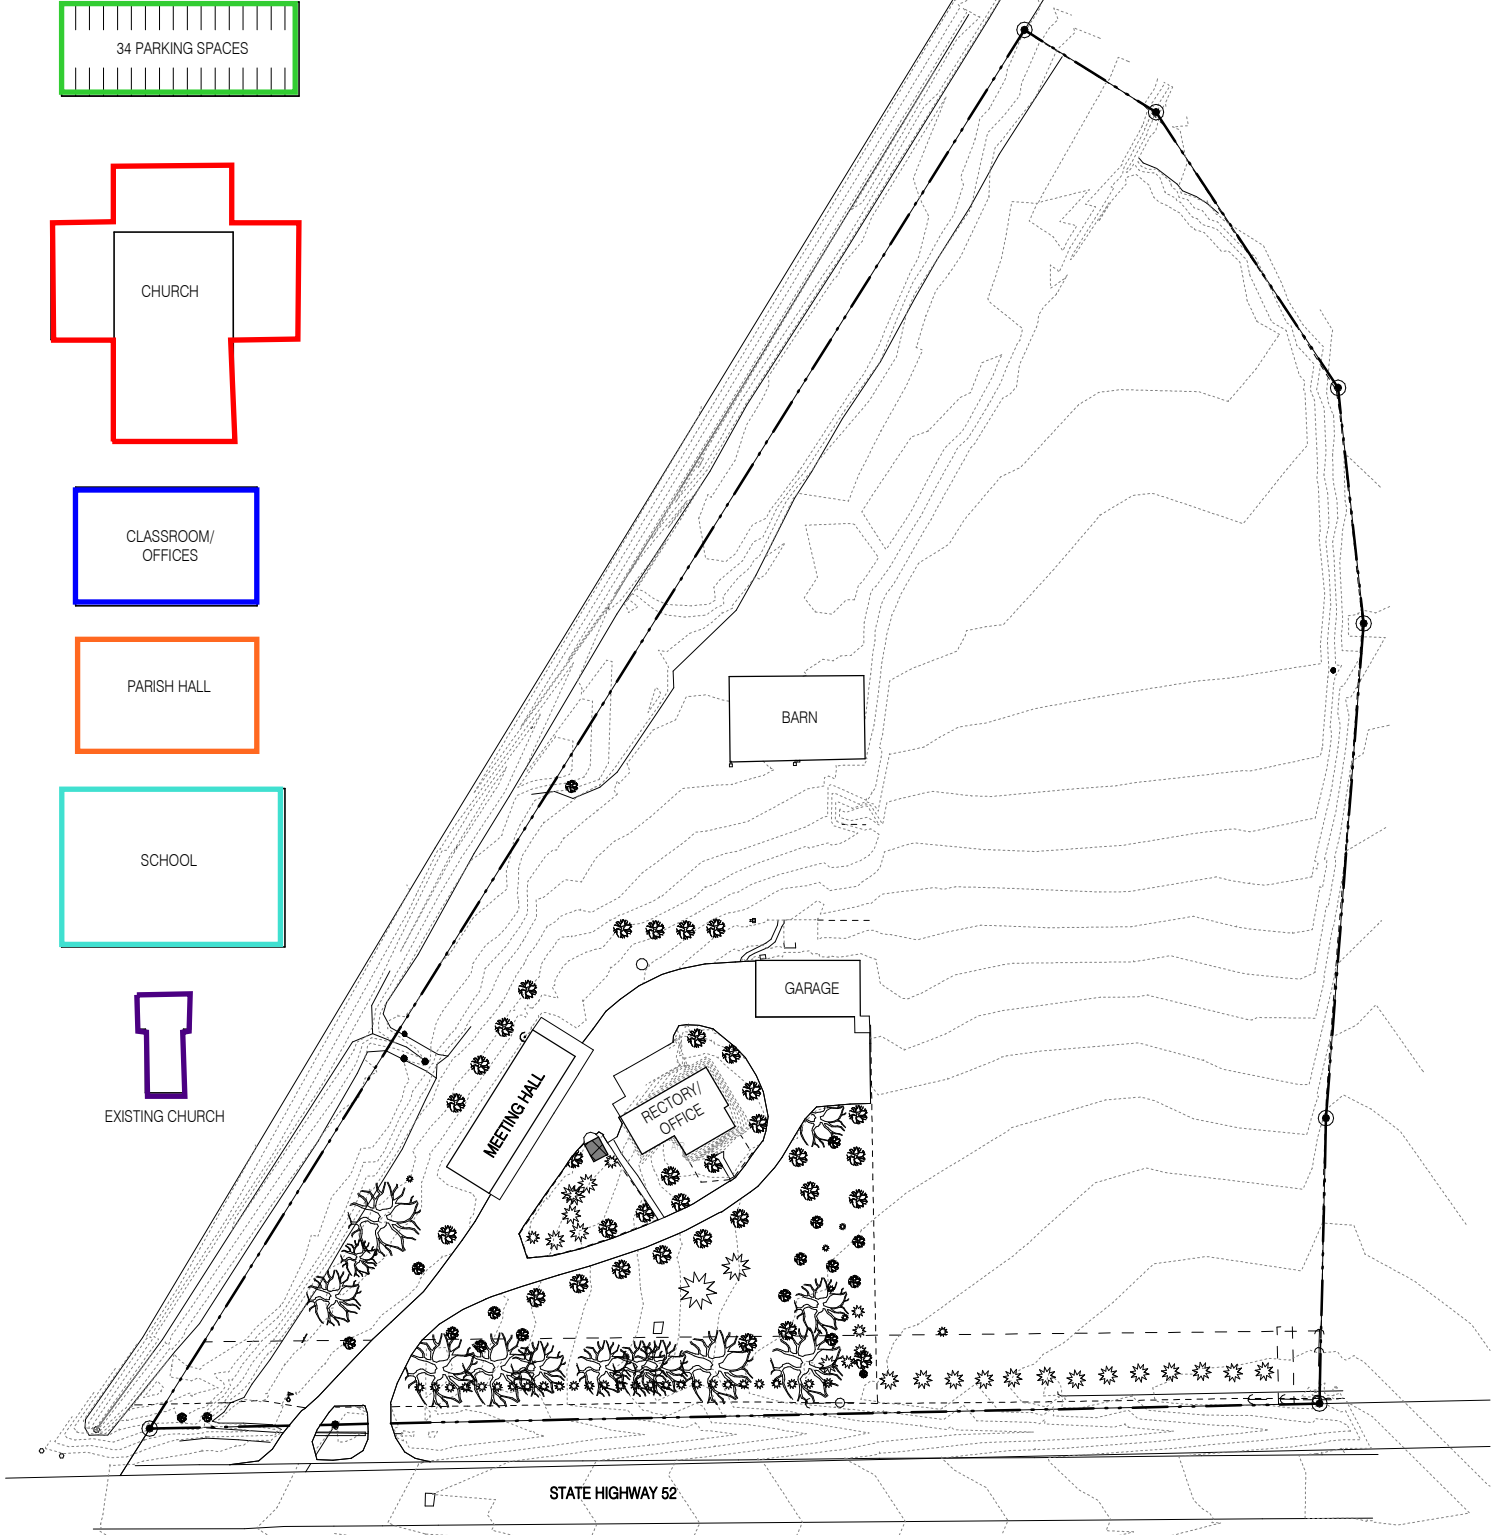 34 PARKING SPACES
CHURCH
CLASSROOM/
OFFICES
PARISH HALL
SCHOOL
EXISTING CHURCH
BARN
GARAGE
MEETING HALL
RECTORY/
OFFICE
STATE HIGHWAY 52